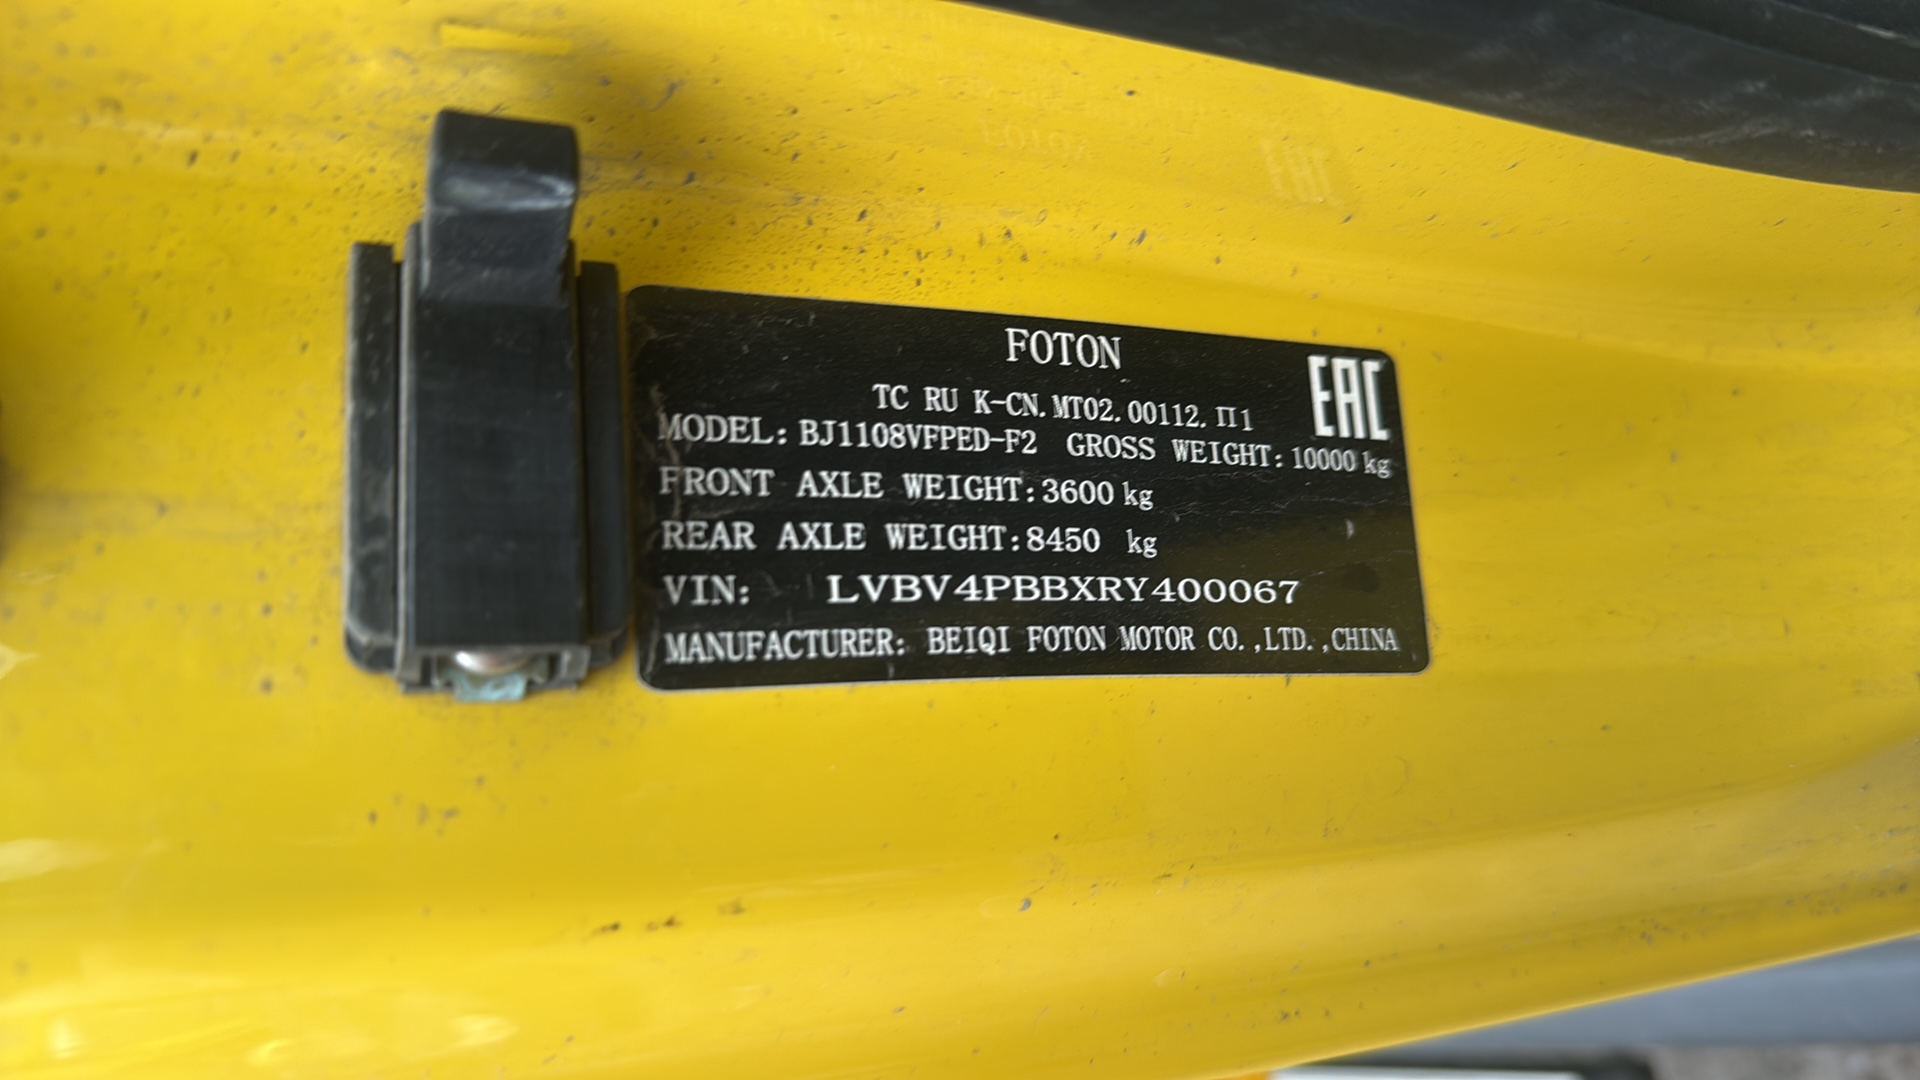 FOTON
EAC
TC RU K-CN.MT02.00112.П1
MODEL: BJ1108VFPED-F2 GROSS WEIGHT: 10000 kg
FRONT AXLE WEIGHT: 3600 kg
REAR AXLE WEIGHT: 8450 kg
VIN: LVBV4PBBXRY400067
MANUFACTURER: BEIQI FOTON MOTOR CO.,LTD.,CHINA